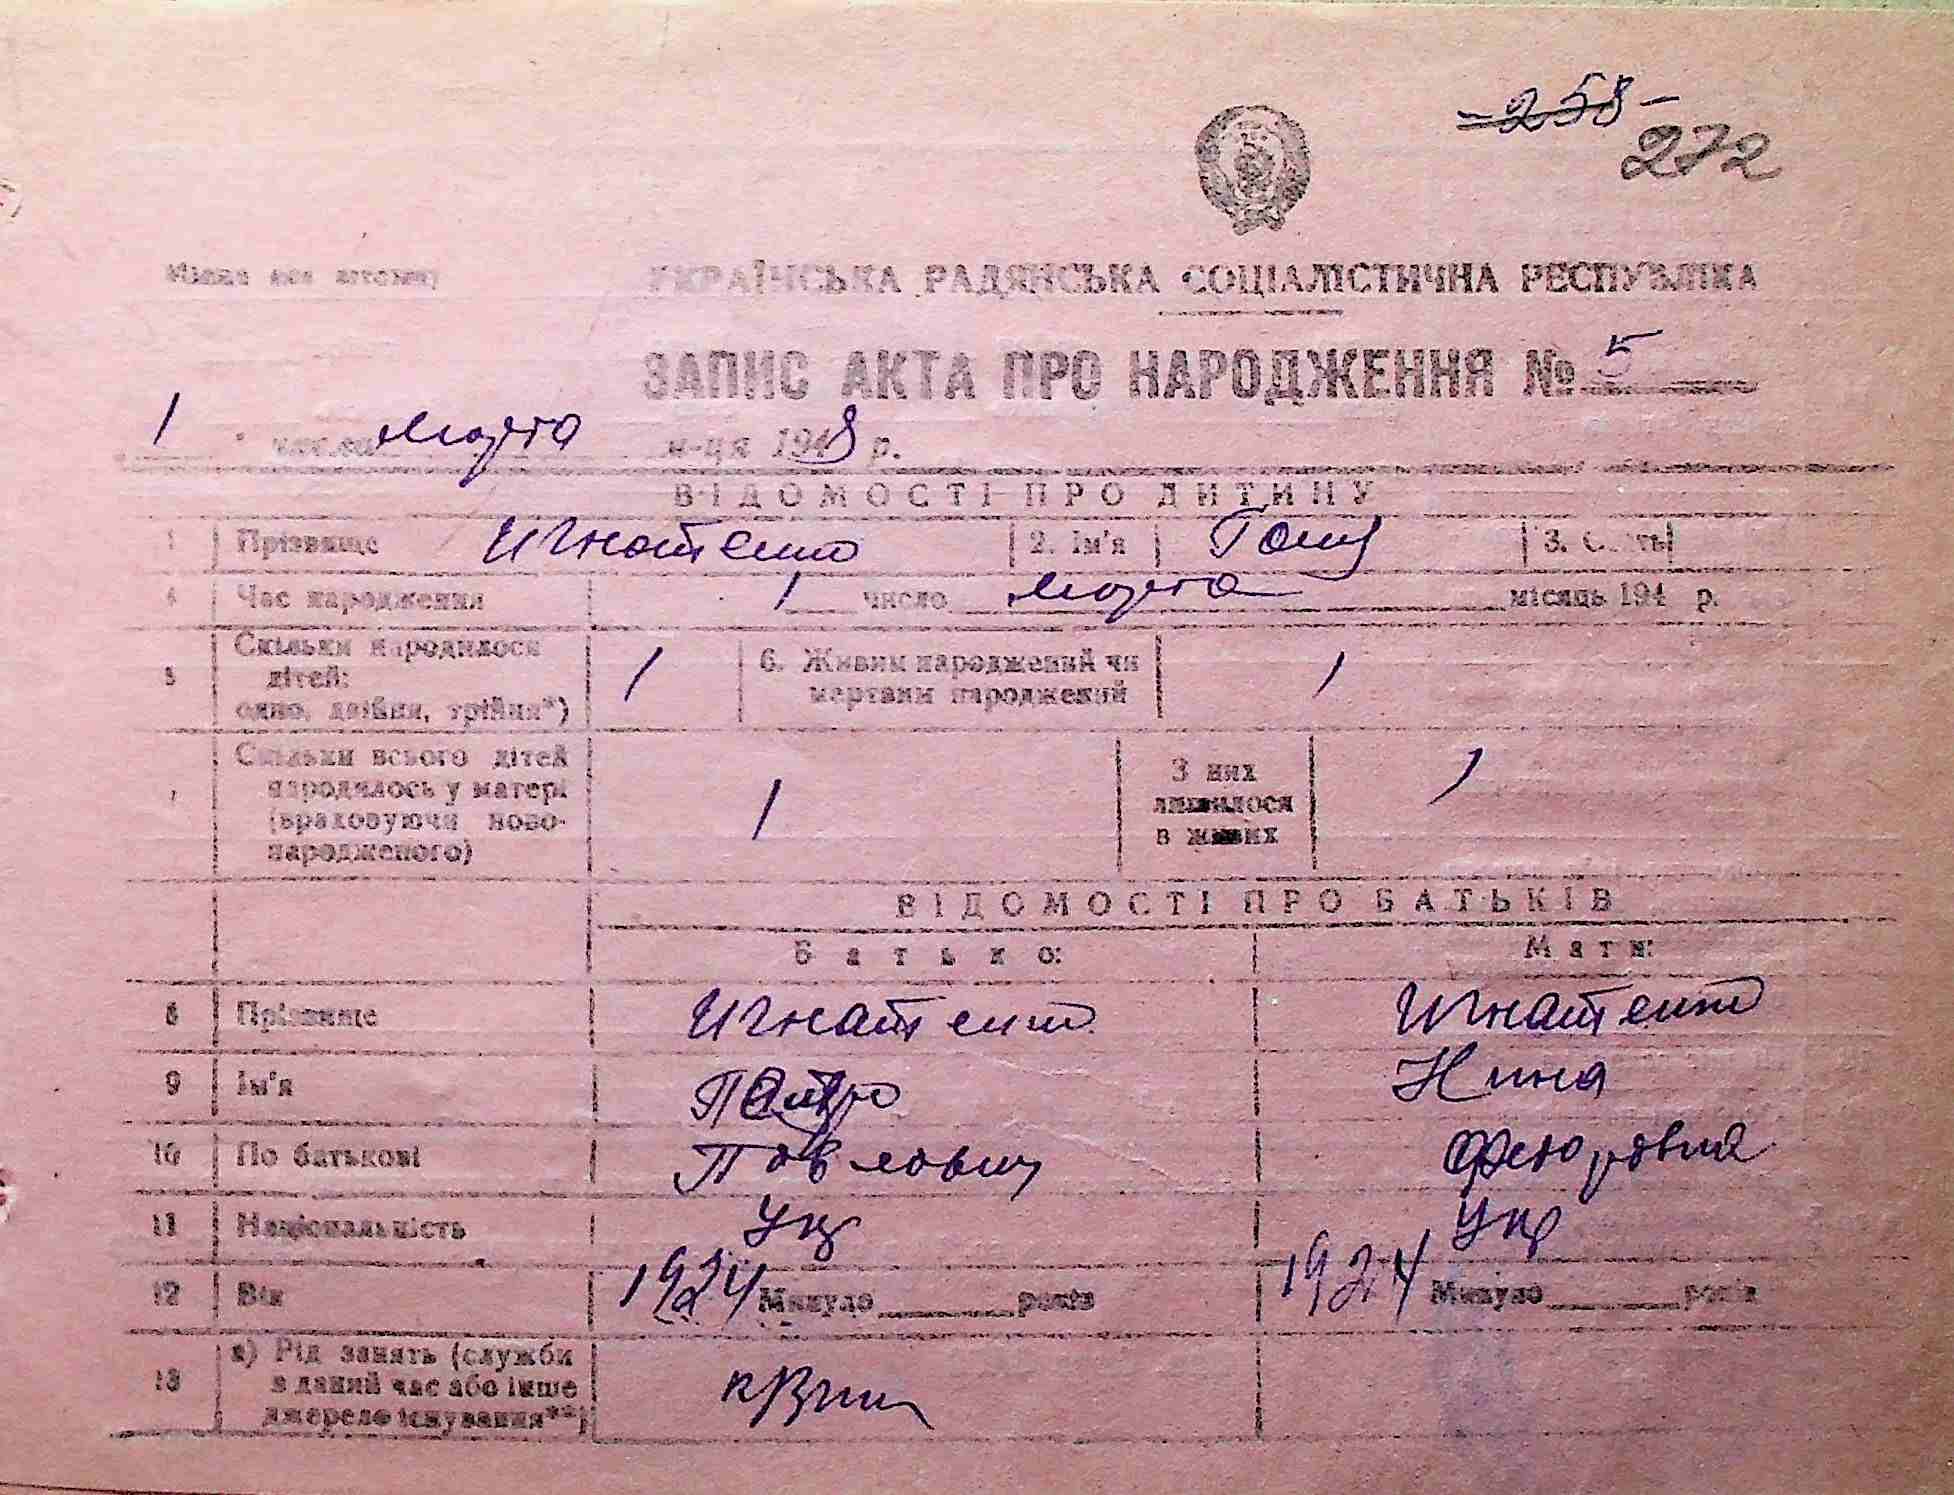 - 258 -
272
УКРАЇНСЬКА РАДЯНСЬКА СОЦІАЛІСТИЧНА РЕСПУБЛІКА
ЗАПИС АКТА ПРО НАРОДЖЕННЯ № 5
1 числа марта м-ця 1948 р.
ВІДОМОСТІ ПРО ДИТИНУ
1 Прізвище Игнатенко 2. Ім'я 3. Стать
4 Час народження 1 число марта місяць 194 р.
5 Скільки народилося дітей: одно, двійня, трійня*) 1 6. Живим народжений чи мертвим народжений 1
7 Скільки всього дітей народилось у матері (враховуючи новонародженого) 1 З них лишилося в живих 1
ВІДОМОСТІ ПРО БАТЬКІВ
Батько: Мати:
8 Прізвище Игнатенко Игнатенко
9 Ім'я Нина
10 По батькові Павлович Федоровна
11 Національність Укр Укр
12 Вік 1924 Минуло ____ років 1924 Минуло ____ років
13 а) Рід занять (служби в даний час або інше джерело існування**)